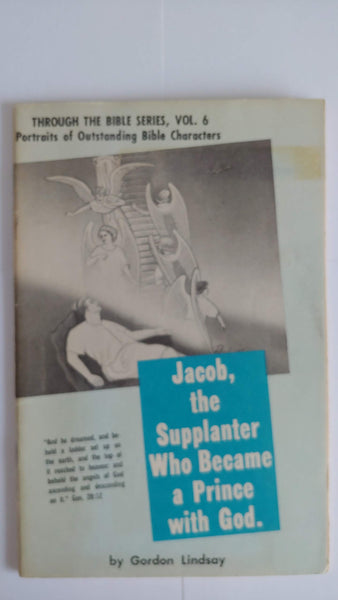 THROUGH THE BIBLE SERIES, VOL. 6
Portraits of Outstanding Bible Characters
Jacob,
the
Supplanter
Who Became
a Prince
with God.
"And he dreamed, and be-
hold a ladder set up on
the earth, and the top of
it reached to heaven: and
behold the angels of God
ascending and descending
on it." Gen. 28:12
by Gordon Lindsay